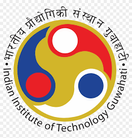 भारतीय प्रौद्योगिकी संस्थान गुवाहाटी
Indian Institute of Technology Guwahati